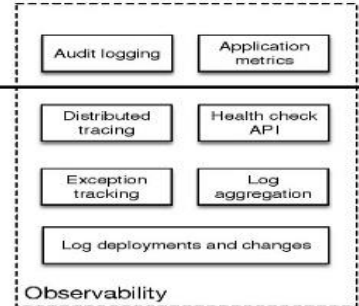 Audit logging
Application
metrics
Distributed
tracing
Health check
API
Exception
tracking
Log
aggregation
Log deployments and changes
Observability